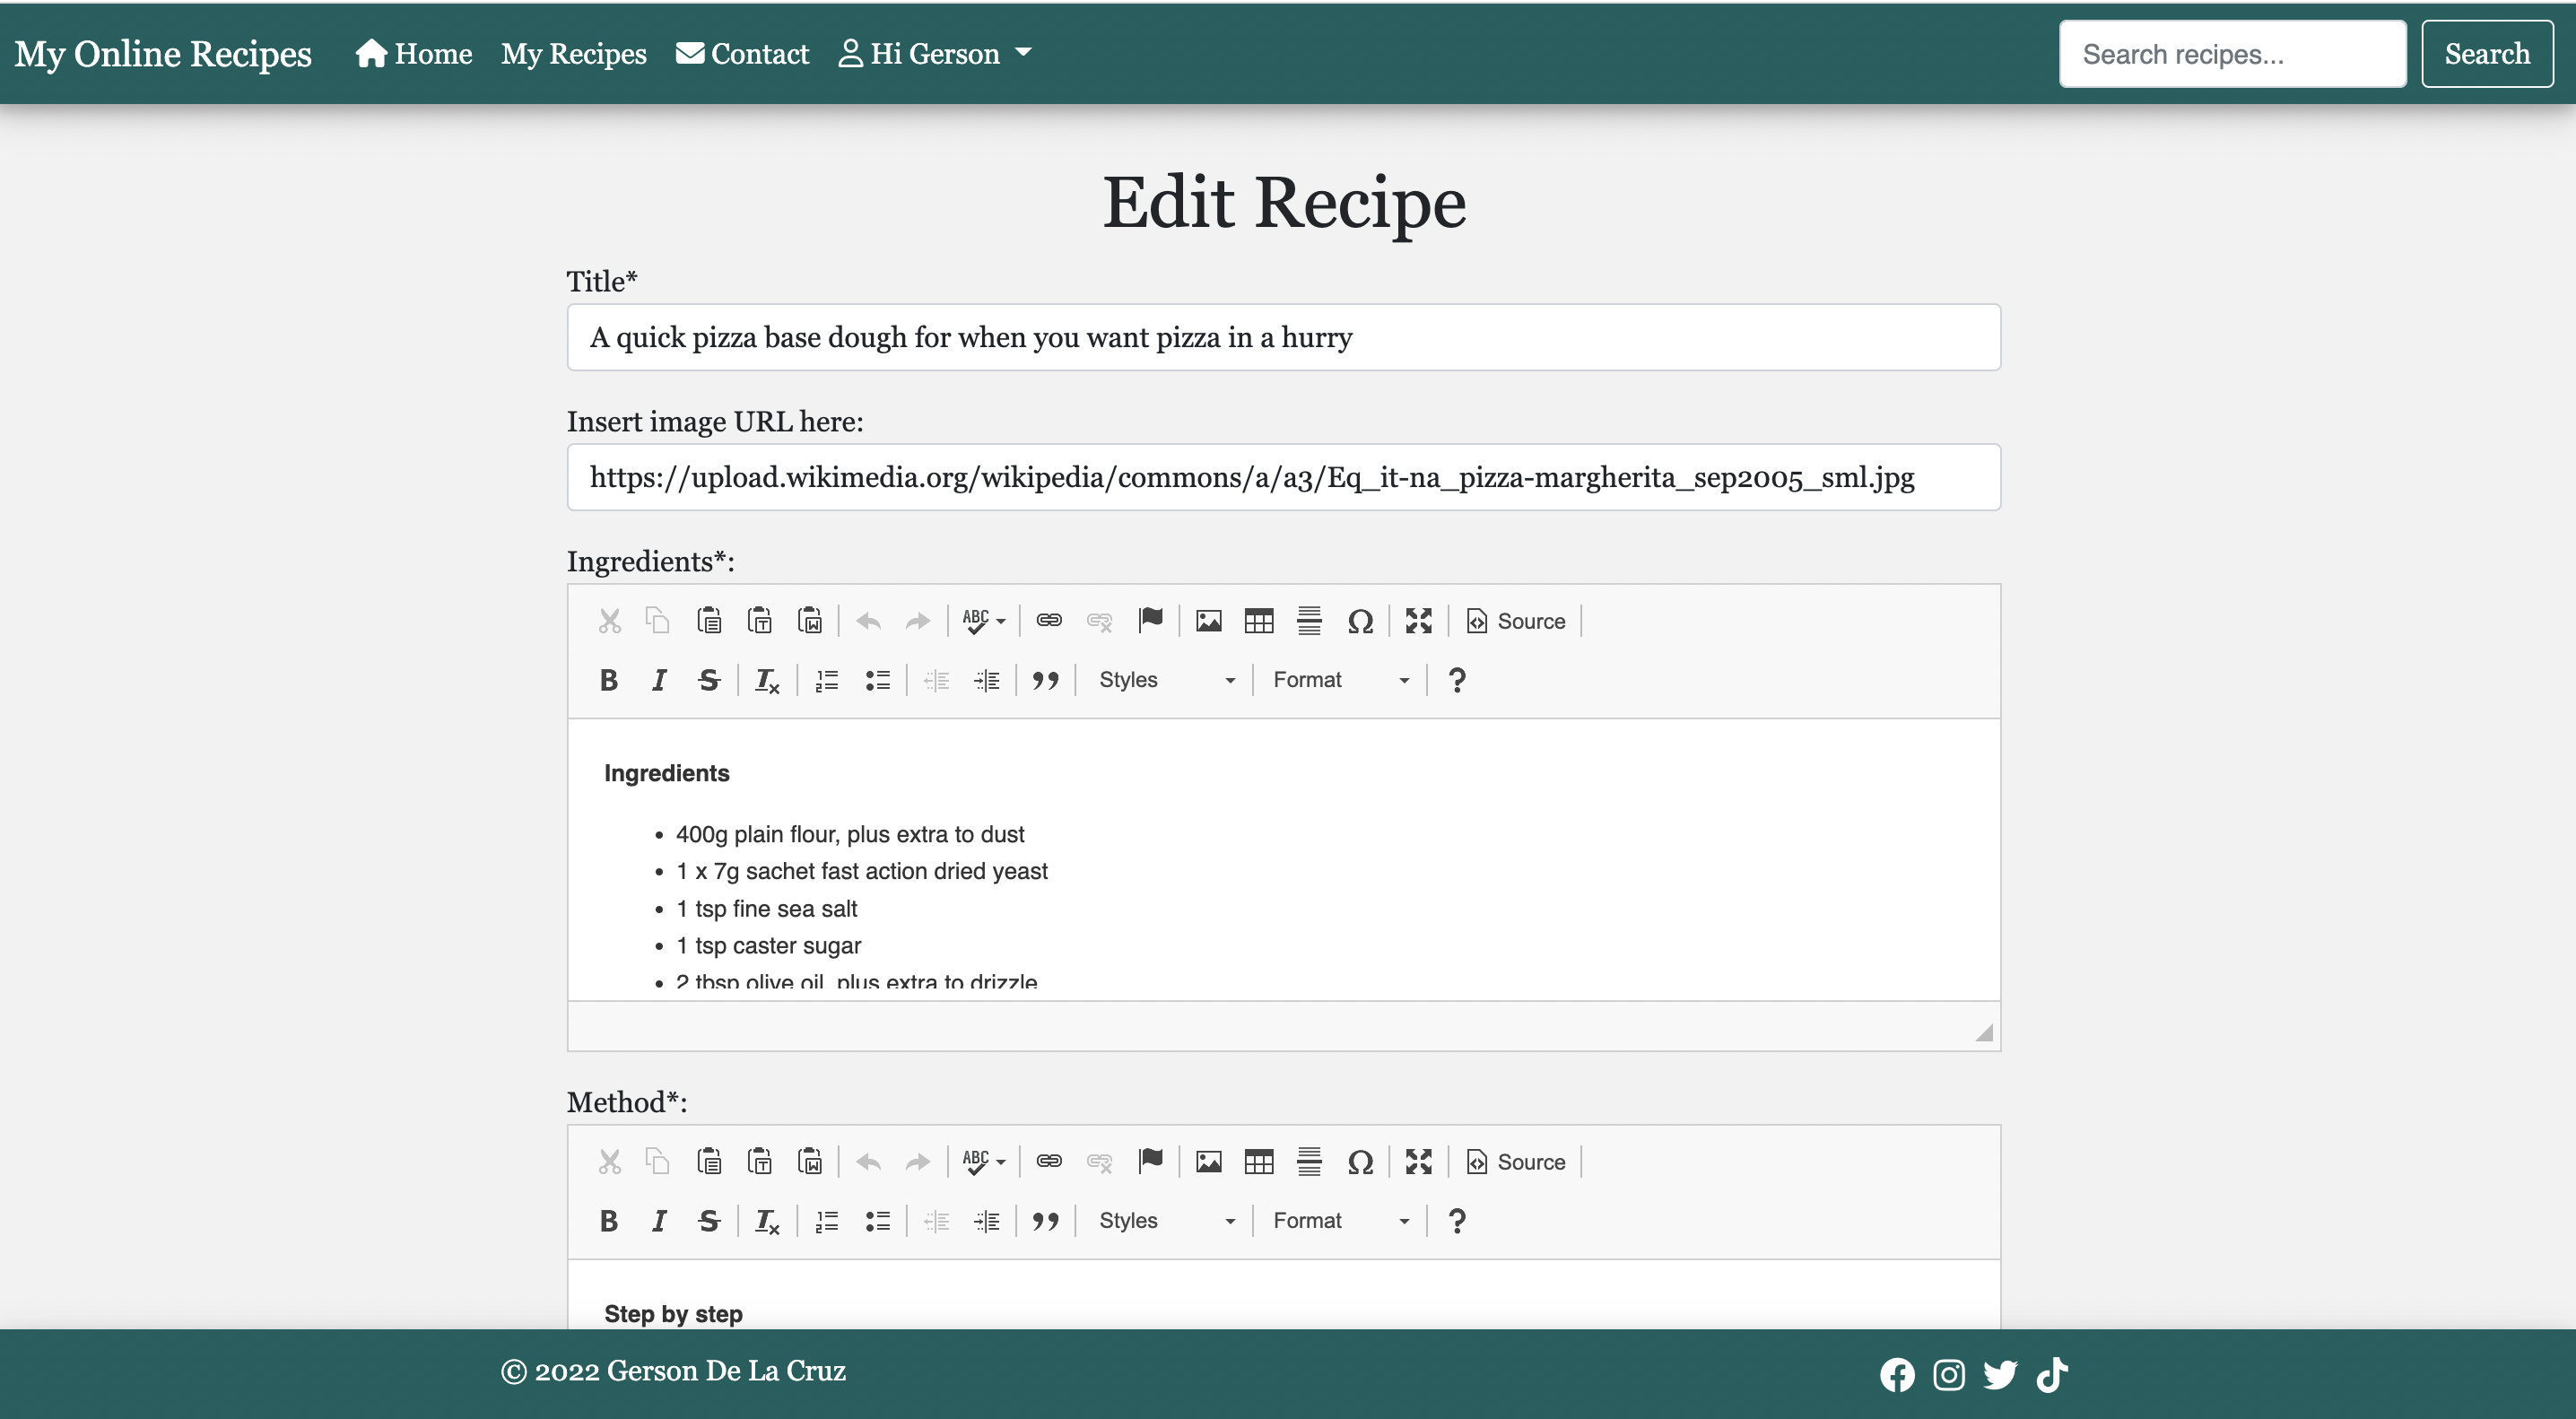 My Online Recipes Home My Recipes Contact Hi Gerson Search recipes... Search
Edit Recipe
Title*
A quick pizza base dough for when you want pizza in a hurry
Insert image URL here:
https://upload.wikimedia.org/wikipedia/commons/a/a3/Eq_it-na_pizza-margherita_sep2005_sml.jpg
Ingredients*:
ABC Source
B I S Tx Styles Format ?
Ingredients
• 400g plain flour, plus extra to dust
• 1 x 7g sachet fast action dried yeast
• 1 tsp fine sea salt
• 1 tsp caster sugar
• 2 tbsp olive oil, plus extra to drizzle
Method*:
ABC Source
B I S Tx Styles Format ?
Step by step
© 2022 Gerson De La Cruz